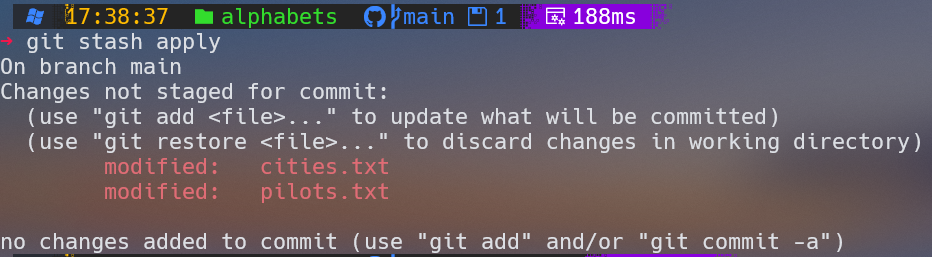 17:38:37 alphabets main 1 188ms
➜ git stash apply
On branch main
Changes not staged for commit:
  (use "git add <file>..." to update what will be committed)
  (use "git restore <file>..." to discard changes in working directory)
        modified:   cities.txt
        modified:   pilots.txt

no changes added to commit (use "git add" and/or "git commit -a")